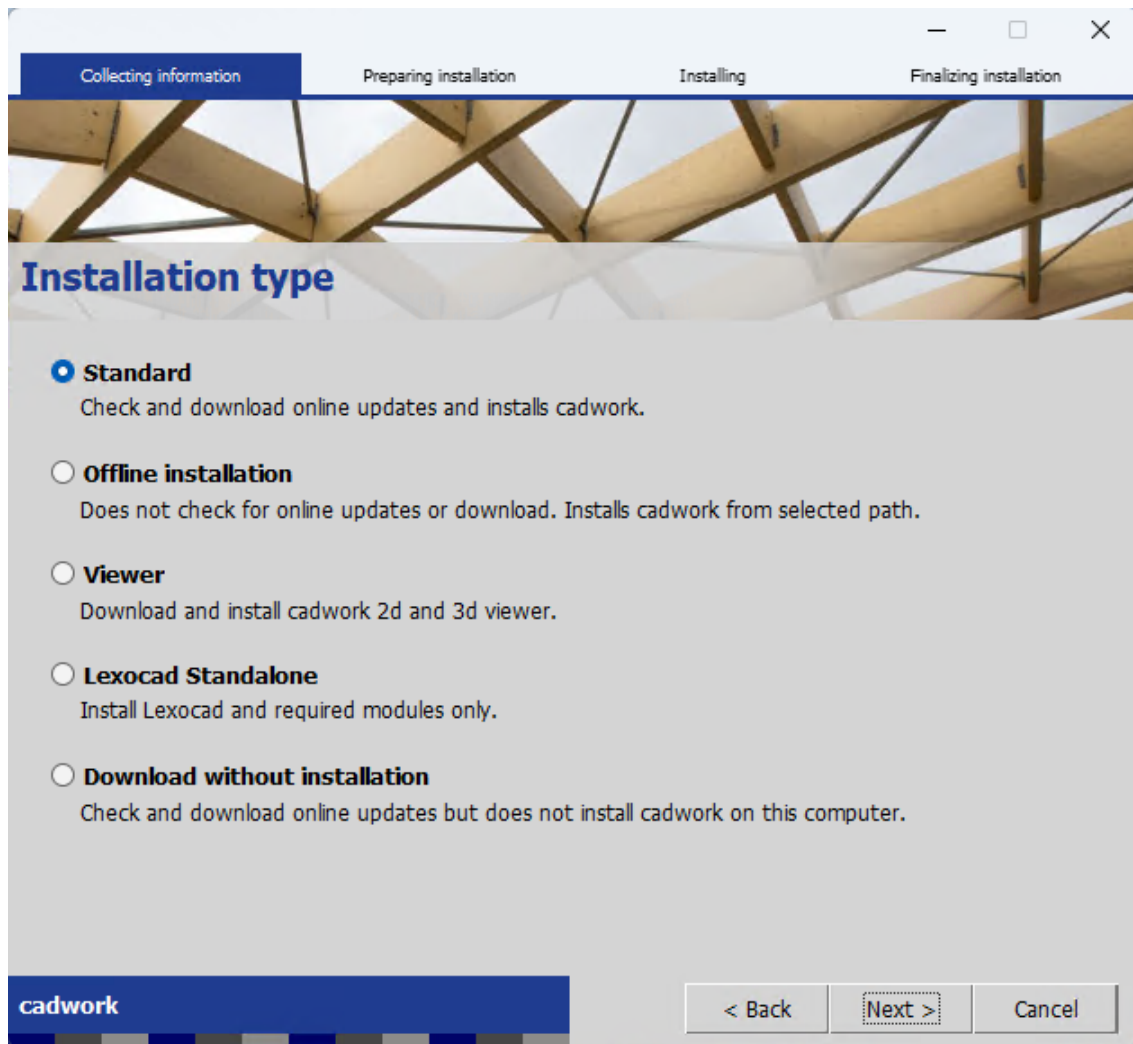 Collecting information Preparing installation Installing Finalizing installation
Installation type
Standard
Check and download online updates and installs cadwork.
Offline installation
Does not check for online updates or download. Installs cadwork from selected path.
Viewer
Download and install cadwork 2d and 3d viewer.
Lexocad Standalone
Install Lexocad and required modules only.
Download without installation
Check and download online updates but does not install cadwork on this computer.
cadwork < Back Next > Cancel